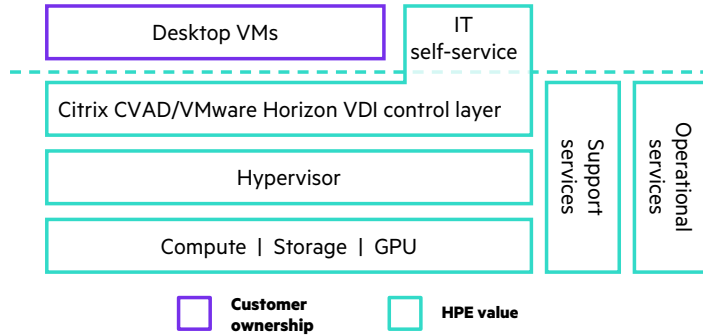 Desktop VMs
IT
self-service
Citrix CVAD/VMware Horizon VDI control layer
Hypervisor
Compute | Storage | GPU
Support
services
Operational
services
Customer
ownership
HPE value